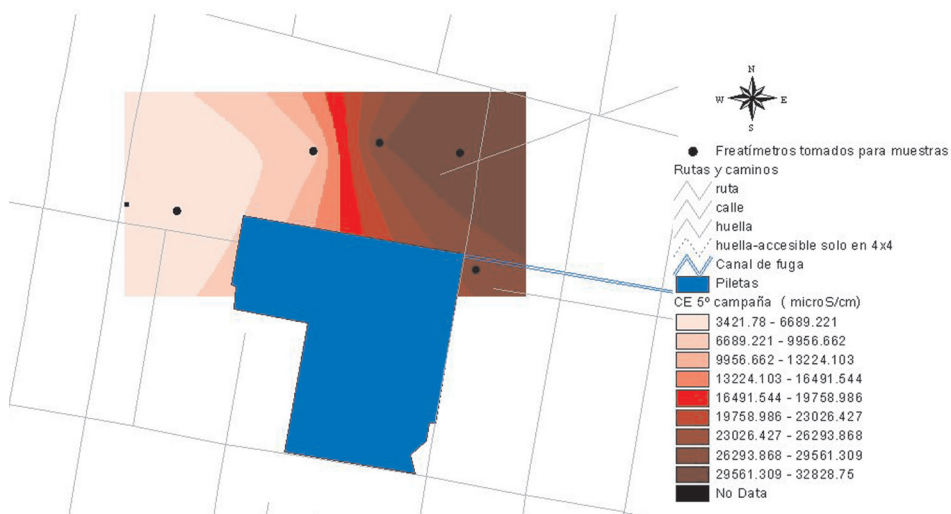 N
W E
S
Freatímetros tomados para muestras
Rutas y caminos
ruta
calle
huella
huella-accesible solo en 4x4
Canal de fuga
Piletas
CE 5º campaña ( microS/cm)
3421.78 - 6689.221
6689.221 - 9956.662
9956.662 - 13224.103
13224.103 - 16491.544
16491.544 - 19758.986
19758.986 - 23026.427
23026.427 - 26293.868
26293.868 - 29561.309
29561.309 - 32828.75
No Data